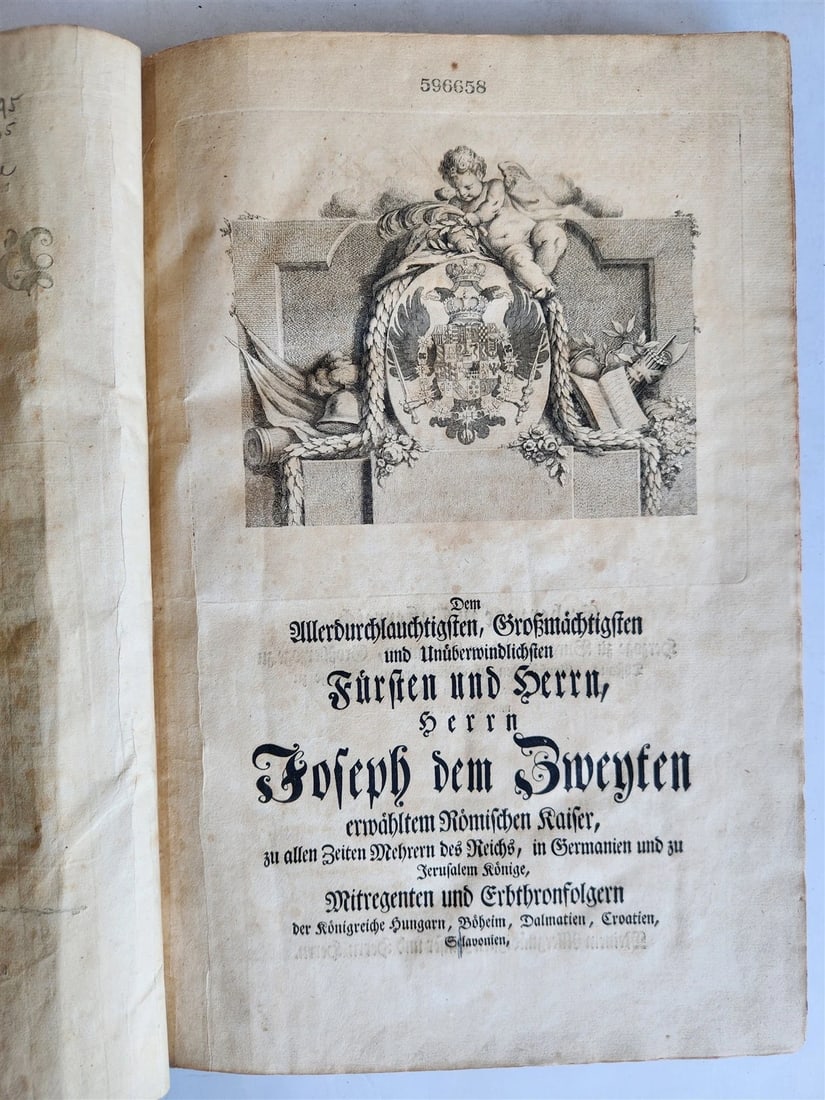 596658
Dem
Allerdurchlauchtigsten, Großmächtigsten
und Unüberwindlichsten
Fürsten und Herrn,
Herrn
Joseph dem Zweyten
erwähltem Römischen Kaiser,
zu allen Zeiten Mehrern des Reichs, in Germanien und zu
Jerusalem Könige,
Mitregenten und Erbthronfolgern
der Königreiche Hungarn, Böheim, Dalmatien, Croatien,
Sclavonien,